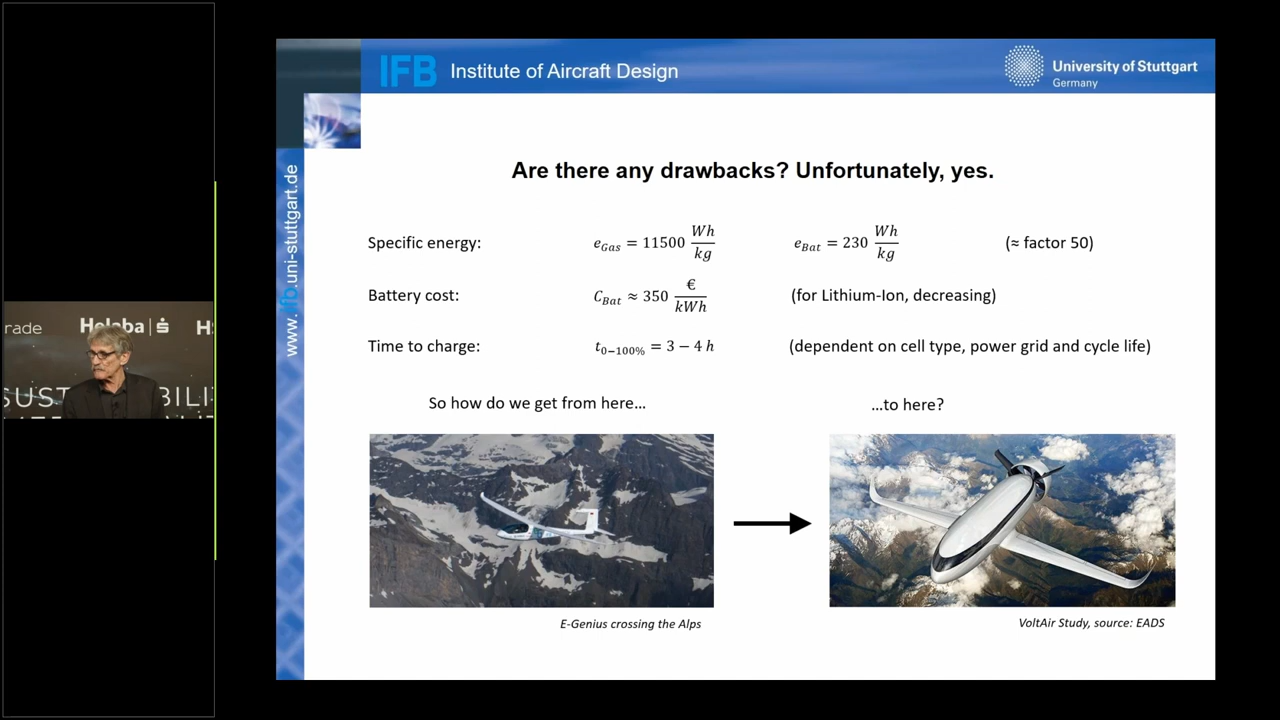 IFB Institute of Aircraft Design
University of Stuttgart
Germany
www.ifb.uni-stuttgart.de
Are there any drawbacks? Unfortunately, yes.
Specific energy: e_Gas = 11500 Wh/kg e_Bat = 230 Wh/kg (≈ factor 50)
Battery cost: C_Bat ≈ 350 €/kWh (for Lithium-Ion, decreasing)
Time to charge: t_0−100% = 3 − 4 h (dependent on cell type, power grid and cycle life)
So how do we get from here… …to here?
E-Genius crossing the Alps VoltAir Study, source: EADS
rade Helaba